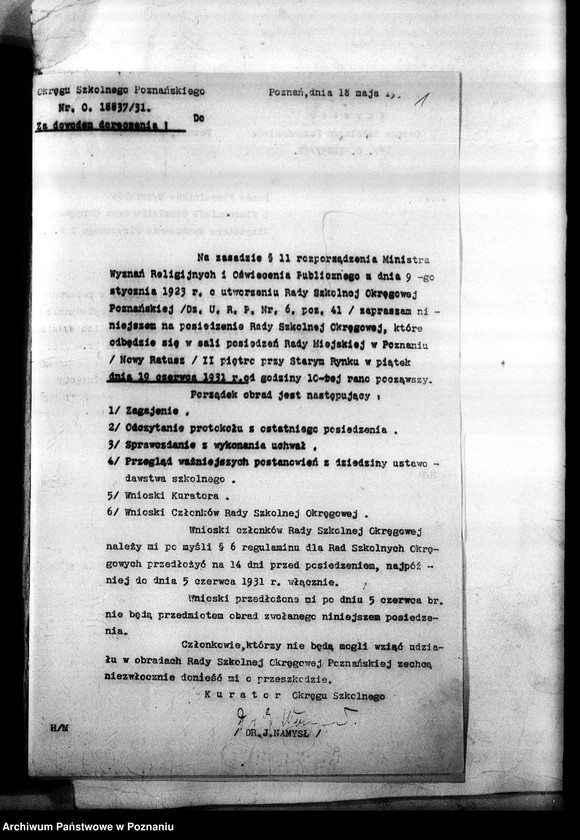 Okręgu Szkolnego Poznańskiego
Poznań,dnia 18 maja 19.
1
Nr. O. 18837/31.
Do
Za dowodem doręczenia !
Na zasadzie § 11 rozporządzenia Ministra
Wyznań Religijnych i Oświecenia Publicznego z dnia 9 -go
stycznia 1923 r. o utworzeniu Rady Szkolnej Okręgowej
Poznańskiej /Dz. U. R. P. Nr. 6. poz. 41 / zapraszam ni -
niejszem na posiedzenie Rady Szkolnej Okręgowej, które
odbędzie się w sali posiedzeń Rady Miejskiej w Poznaniu
/ Nowy Ratusz / II piętro przy Starym Rynku w piątek
dnia 19 czerwca 1931 r.od godziny 10-tej rano począwszy.
Porządek obrad jest następujący :
1/ Zagajenie .
2/ Odczytanie protokołu z ostatniego posiedzenia .
3/ Sprawozdanie z wykonania uchwał .
4/ Przegląd ważniejszych postanowień z dziedziny ustawo -
dawstwa szkolnego .
5/ Wnioski Kuratora .
6/ Wnioski Członków Rady Szkolnej Okręgowej .
Wnioski członków Rady Szkolnej Okręgowej
należy mi po myśli § 6 regulaminu dla Rad Szkolnych Okrę-
gowych przedłożyć na 14 dni przed posiedzeniem, najpóź -
niej do dnia 5 czerwca 1931 r. włącznie.
Wnioski przedłożone mi po dniu 5 czerwca br.
nie będą przedmiotem obrad zwołanego niniejszem posiedze-
nia.
Członkowie,którzy nie będą mogli wziąć udzia-
łu w obradach Rady Szkolnej Okręgowej Poznańskiej zechcą
niezwłocznie donieść mi o przeszkodzie.
K u r a t o r Okręgu Szkolnego
/ DR.J.NAMYSŁ /
H/M
Archiwum Państwowe w Poznaniu